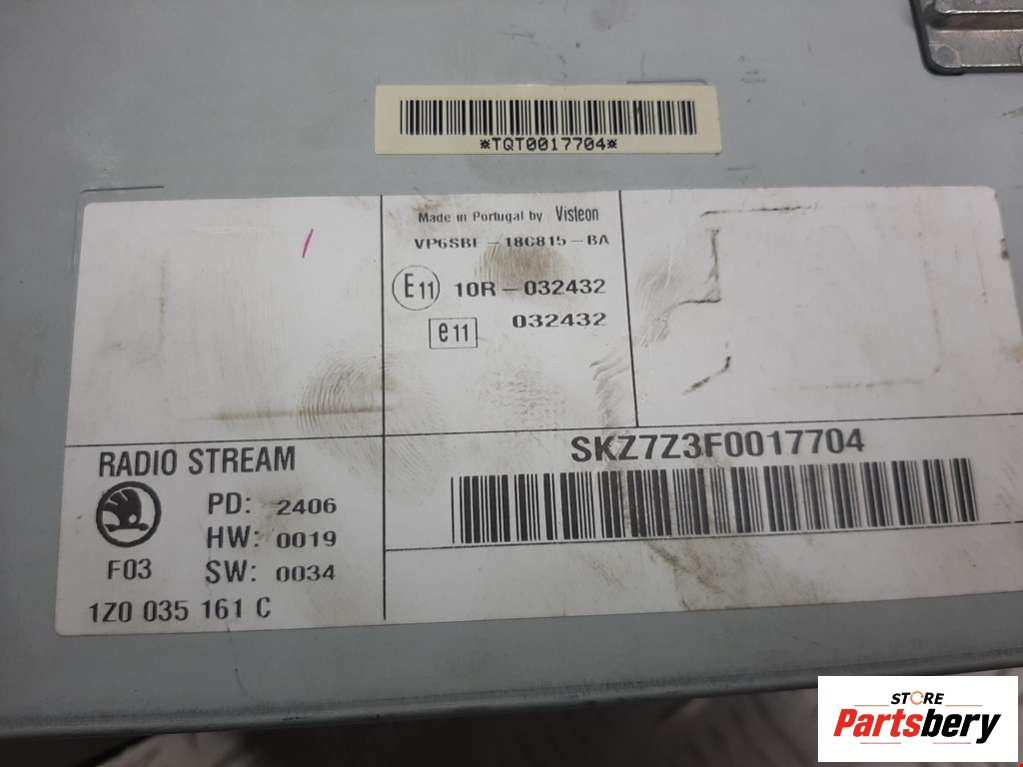 *TQT0017704*
Made in Portugal by Visteon
VP6SBF-18C815-BA
E11 10R-032432
e11 032432
RADIO STREAM
SKZ7Z3F0017704
PD: 2406
HW: 0019
F03 SW: 0034
1Z0 035 161 C
STORE
Partsbery